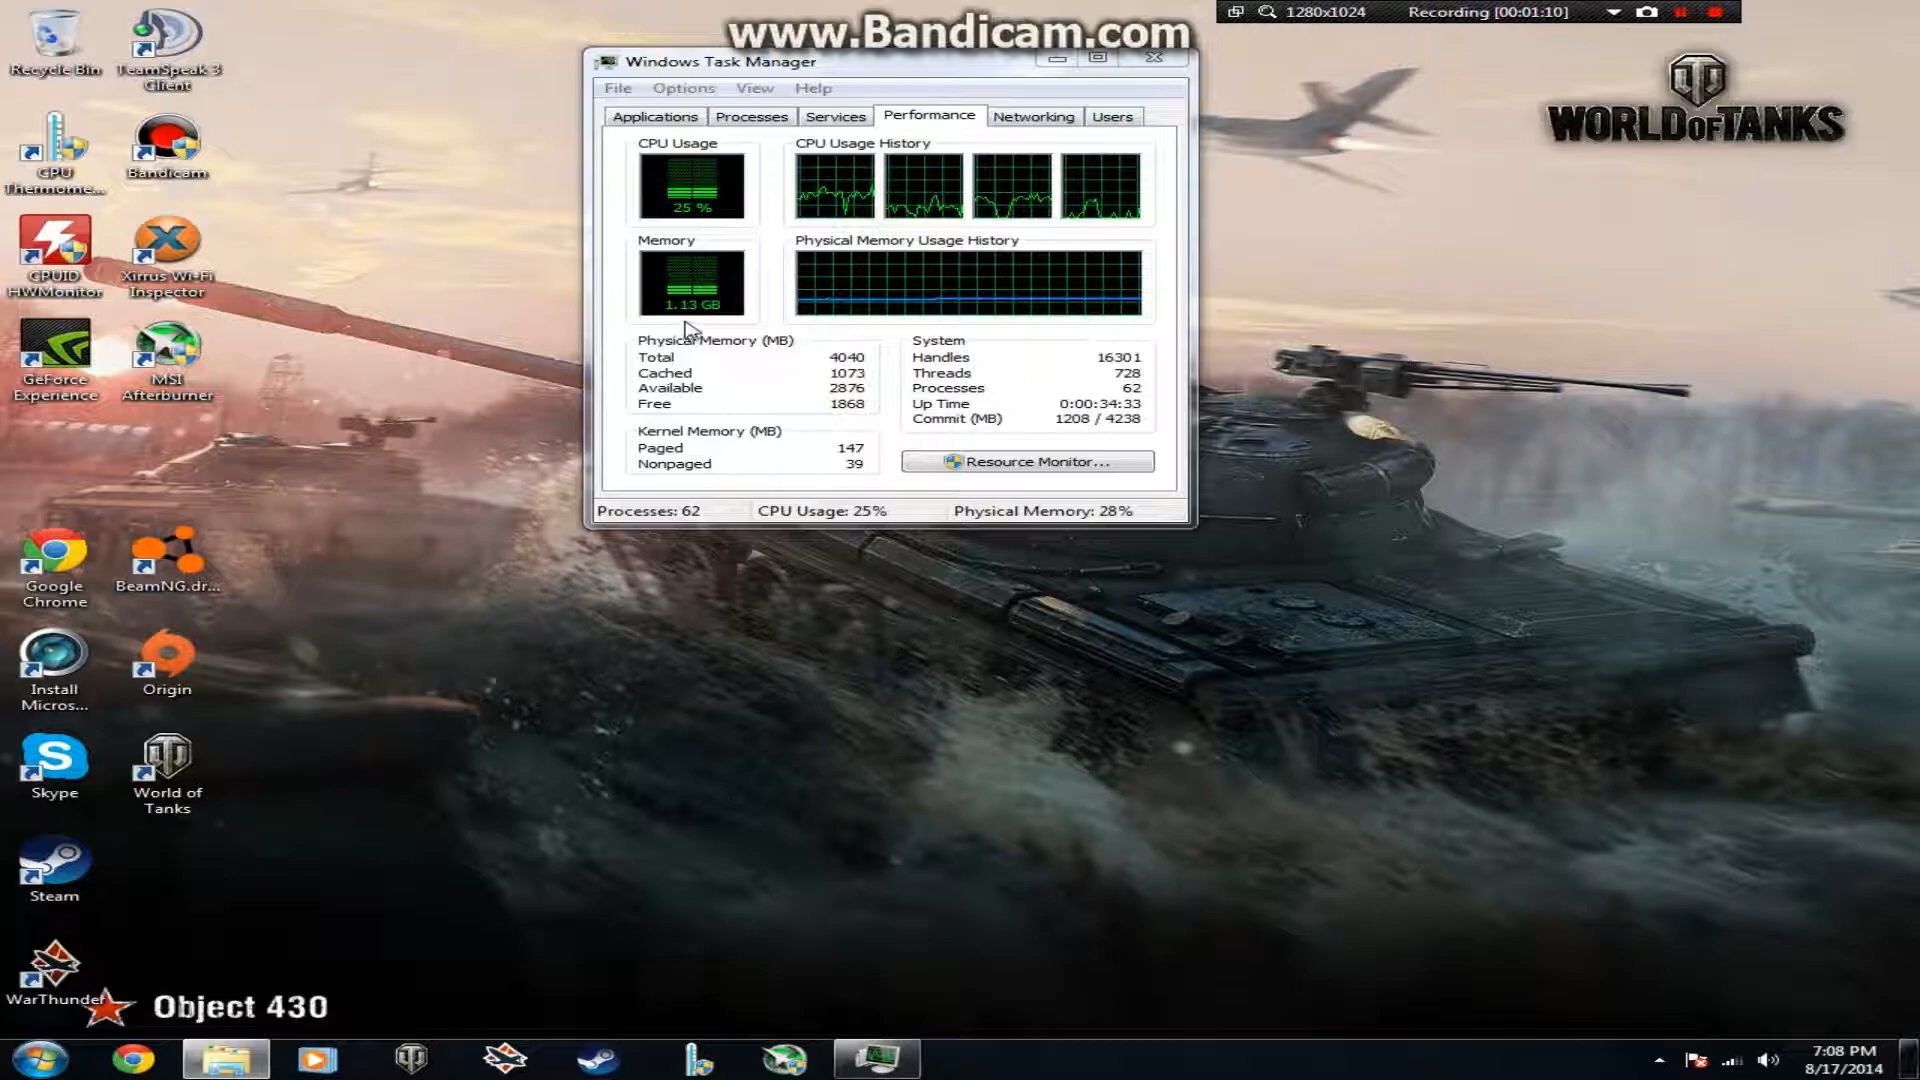 www.Bandicam.com
1280x1024 Recording [00:01:10]
Recycle Bin
TeamSpeak 3 Client
CPU Thermome...
Bandicam
CPUID HWMonitor
Xirrus Wi-Fi Inspector
GeForce Experience
MSI Afterburner
Google Chrome
BeamNG.dr...
Install Micros...
Origin
Skype
World of Tanks
Steam
WarThunder
WORLD OF TANKS
Windows Task Manager
File Options View Help
Applications Processes Services Performance Networking Users
CPU Usage CPU Usage History
25 %
Memory Physical Memory Usage History
1.13 GB
Physical Memory (MB)
Total 4040
Cached 1073
Available 2876
Free 1868
System
Handles 16301
Threads 728
Processes 62
Up Time 0:00:34:33
Commit (MB) 1208 / 4238
Kernel Memory (MB)
Paged 147
Nonpaged 39
Resource Monitor...
Processes: 62 CPU Usage: 25% Physical Memory: 28%
Object 430
7:08 PM
8/17/2014